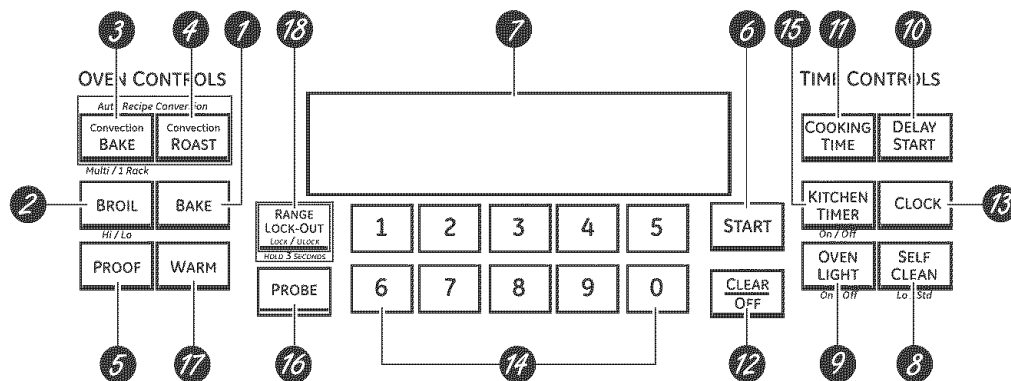 3 4 1 18 7 6 15 11 10
OVEN CONTROLS
TIME CONTROLS
Auto Recipe Conversion
Convection BAKE
Convection ROAST
Multi / 1 Rack
COOKING TIME
DELAY START
2
BROIL
BAKE
Hi / Lo
RANGE LOCK-OUT
LOCK / ULOCK
HOLD 3 SECONDS
1 2 3 4 5
START
KITCHEN TIMER
On / Off
CLOCK
13
PROOF
WARM
PROBE
6 7 8 9 0
CLEAR
OFF
OVEN LIGHT
On Off
SELF CLEAN
Lo Std
5 17 16 14 12 9 8